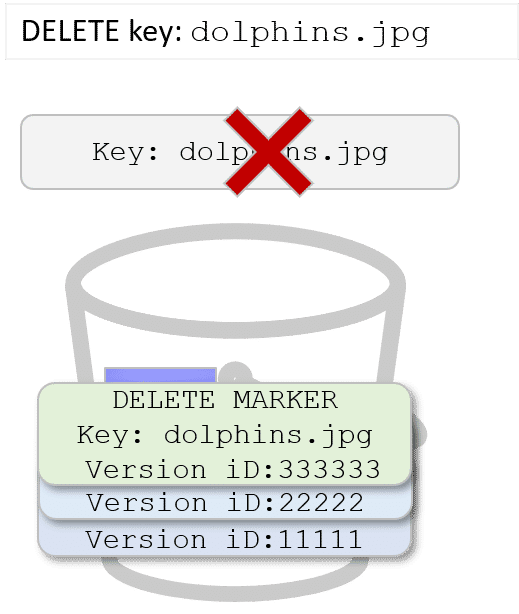 DELETE key: dolphins.jpg
Key: dolphins.jpg
DELETE MARKER
Key: dolphins.jpg
Version iD:333333
Version iD:22222
Version iD:11111